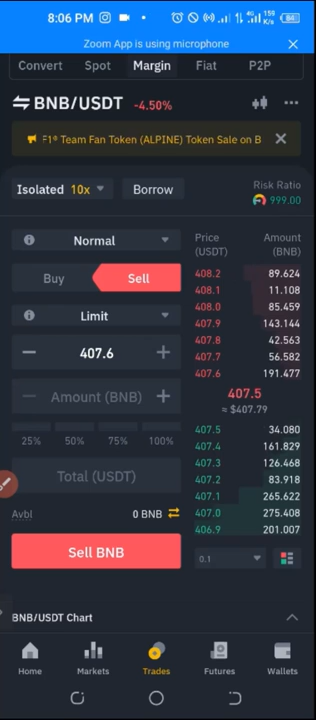 8:06 PM 4G 159 K/s 84
Zoom App is using microphone
Convert Spot Margin Fiat P2P
BNB/USDT -4.50%
F1® Team Fan Token (ALPINE) Token Sale on B
Isolated 10x Borrow Risk Ratio
999.00
Normal
Buy Sell
Limit
407.6
Amount (BNB)
25% 50% 75% 100%
Total (USDT)
Avbl 0 BNB
Sell BNB
Price (USDT) Amount (BNB)
408.2 89.624
408.1 11.108
408.0 85.459
407.9 143.144
407.8 42.563
407.7 56.582
407.6 191.477
407.5
≈ $407.79
407.5 34.080
407.4 161.829
407.3 126.468
407.2 83.918
407.1 265.622
407.0 275.408
406.9 201.007
0.1
BNB/USDT Chart
Home Markets Trades Futures Wallets